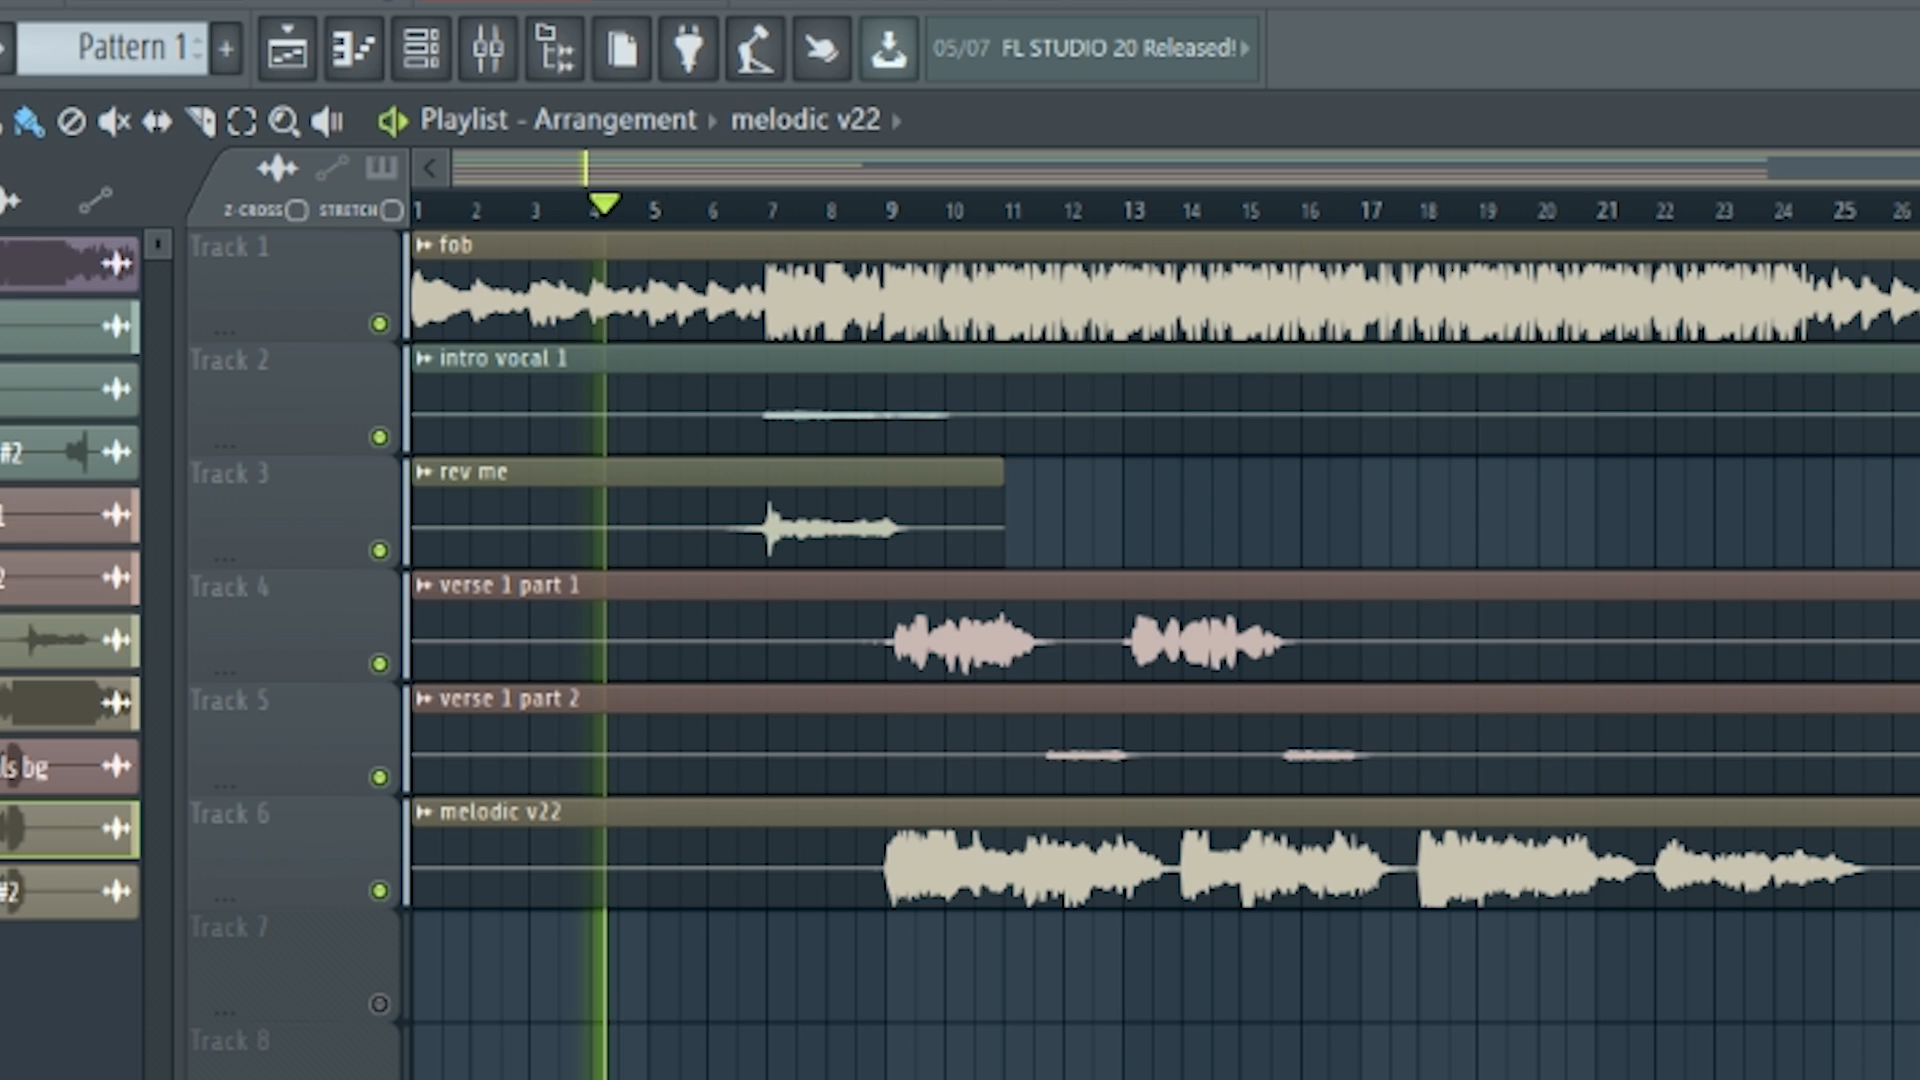 Pattern 1
+
05/07 FL STUDIO 20 Released!
Playlist - Arrangement › melodic v22 ›
Z-CROSS STRETCH
1 2 3 4 5 6 7 8 9 10 11 12 13 14 15 16 17 18 19 20 21 22 23 24 25 26
Track 1
fob
Track 2
intro vocal 1
#2
Track 3
rev me
1
Track 4
verse 1 part 1
2
Track 5
verse 1 part 2
ls bg
Track 6
melodic v22
#2
Track 7
Track 8